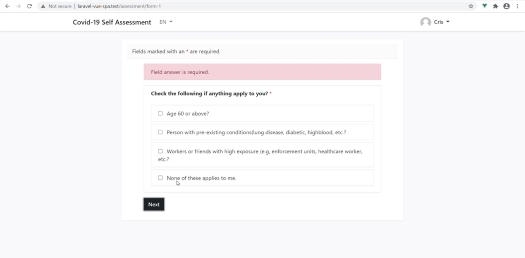 Not secure | laravel-vue-spa.test/assessment/form-1
Covid-19 Self Assessment
EN
Cris
Fields marked with an * are required.
Field answer is required.
Check the following if anything apply to you? *
Age 60 or above?
Person with pre-existing conditions(lung disease, diabetic, highblood, etc.?
Workers or friends with high exposure (e.g, enforcement units, healthcare worker,
etc.?
None of these applies to me.
Next